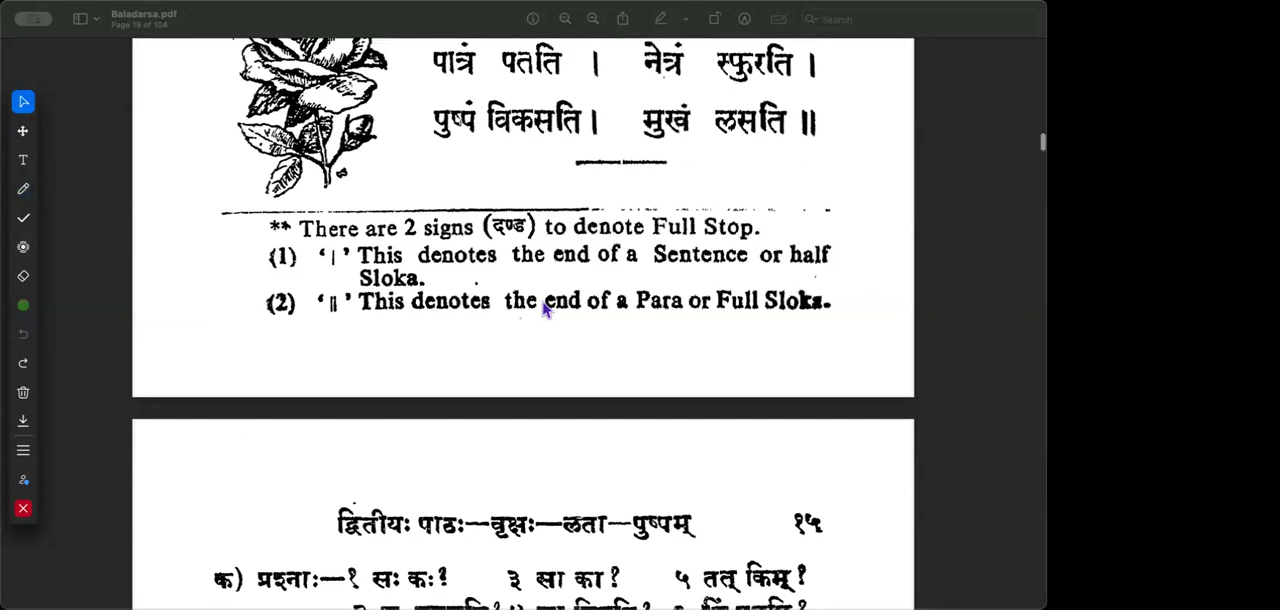 Baladarsa.pdf
Page 19 of 104
Search
पात्रं पतति । नेत्रं स्फुरति ।
पुष्पं विकसति । मुखं लसति ॥
** There are 2 signs (दण्ड) to denote Full Stop.
(1) ‘।’ This denotes the end of a Sentence or half
Sloka.
(2) ‘॥’ This denotes the end of a Para or Full Sloka.
द्वितीयः पाठः—वृक्षः—लता—पुष्पम् १५
क) प्रश्नाः—१ सः कः? ३ सा का? ५ तत् किम्?